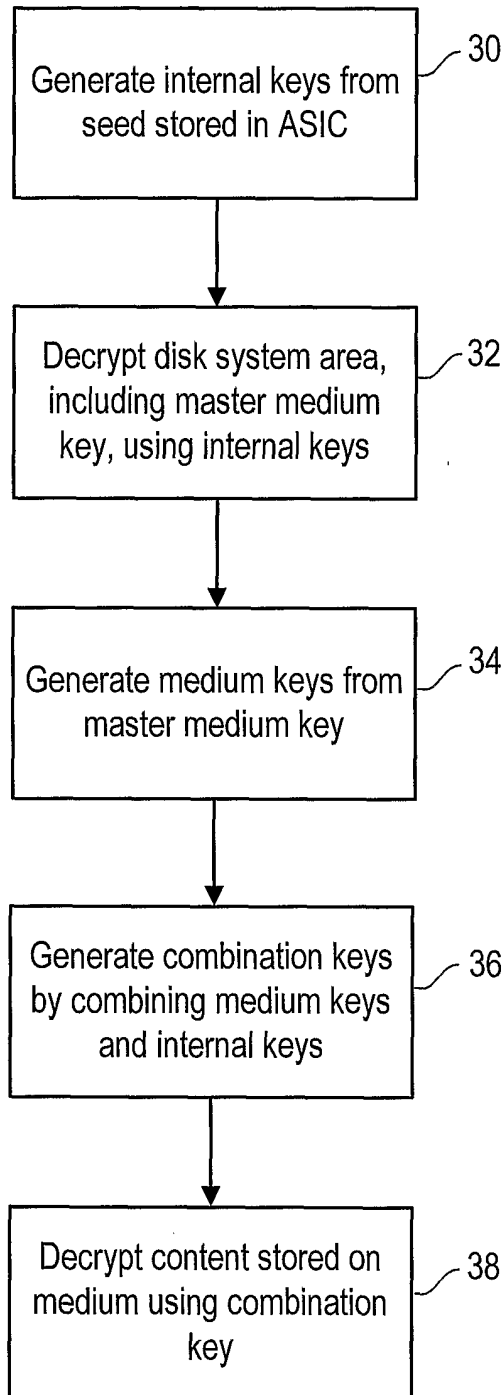 Generate internal keys from
seed stored in ASIC
30
Decrypt disk system area,
including master medium
key, using internal keys
32
Generate medium keys from
master medium key
34
Generate combination keys
by combining medium keys
and internal keys
36
Decrypt content stored on
medium using combination
key
38